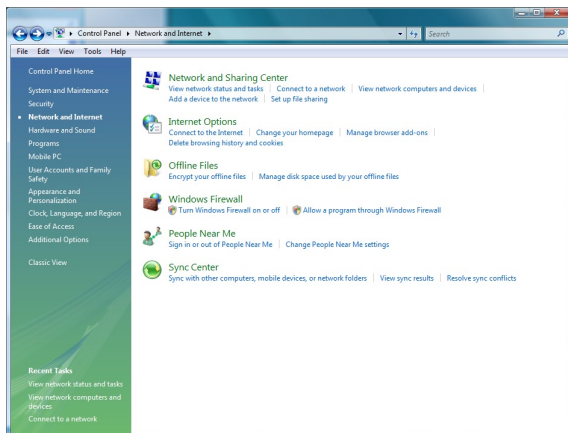 Control Panel Network and Internet Search
File Edit View Tools Help
Control Panel Home
System and Maintenance
Security
Network and Internet
Hardware and Sound
Programs
Mobile PC
User Accounts and Family
Safety
Appearance and
Personalization
Clock, Language, and Region
Ease of Access
Additional Options
Classic View
Recent Tasks
View network status and tasks
View network computers and
devices
Connect to a network
Network and Sharing Center
View network status and tasks Connect to a network View network computers and devices
Add a device to the network Set up file sharing
Internet Options
Connect to the Internet Change your homepage Manage browser add-ons
Delete browsing history and cookies
Offline Files
Encrypt your offline files Manage disk space used by your offline files
Windows Firewall
Turn Windows Firewall on or off Allow a program through Windows Firewall
People Near Me
Sign in or out of People Near Me Change People Near Me settings
Sync Center
Sync with other computers, mobile devices, or network folders View sync results Resolve sync conflicts